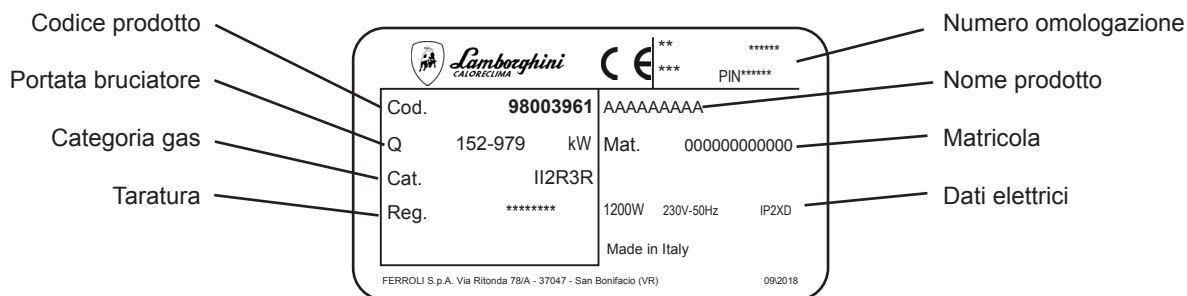 Codice prodotto
Portata bruciatore
Categoria gas
Taratura
Lamborghini
CALORECLIMA
CE
** ******
*** PIN******
Cod. 98003961
Q 152-979 kW
Cat. II2R3R
Reg. ********
AAAAAAAAA
Mat. 000000000000
1200W 230V-50Hz IP2XD
Made in Italy
FERROLI S.p.A. Via Ritonda 78/A - 37047 - San Bonifacio (VR) 09\2018
Numero omologazione
Nome prodotto
Matricola
Dati elettrici